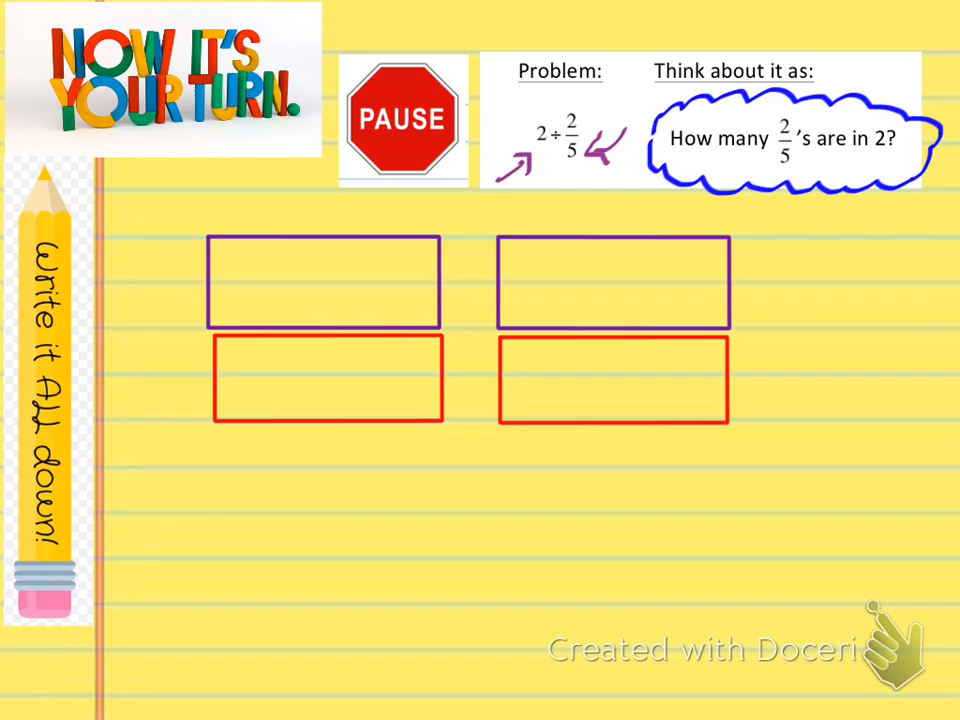 NOW IT'S
YOUR TURN.
PAUSE
Problem:
2 ÷ 2/5
Think about it as:
How many 2/5 's are in 2?
Write it ALL down!
Created with Doceri